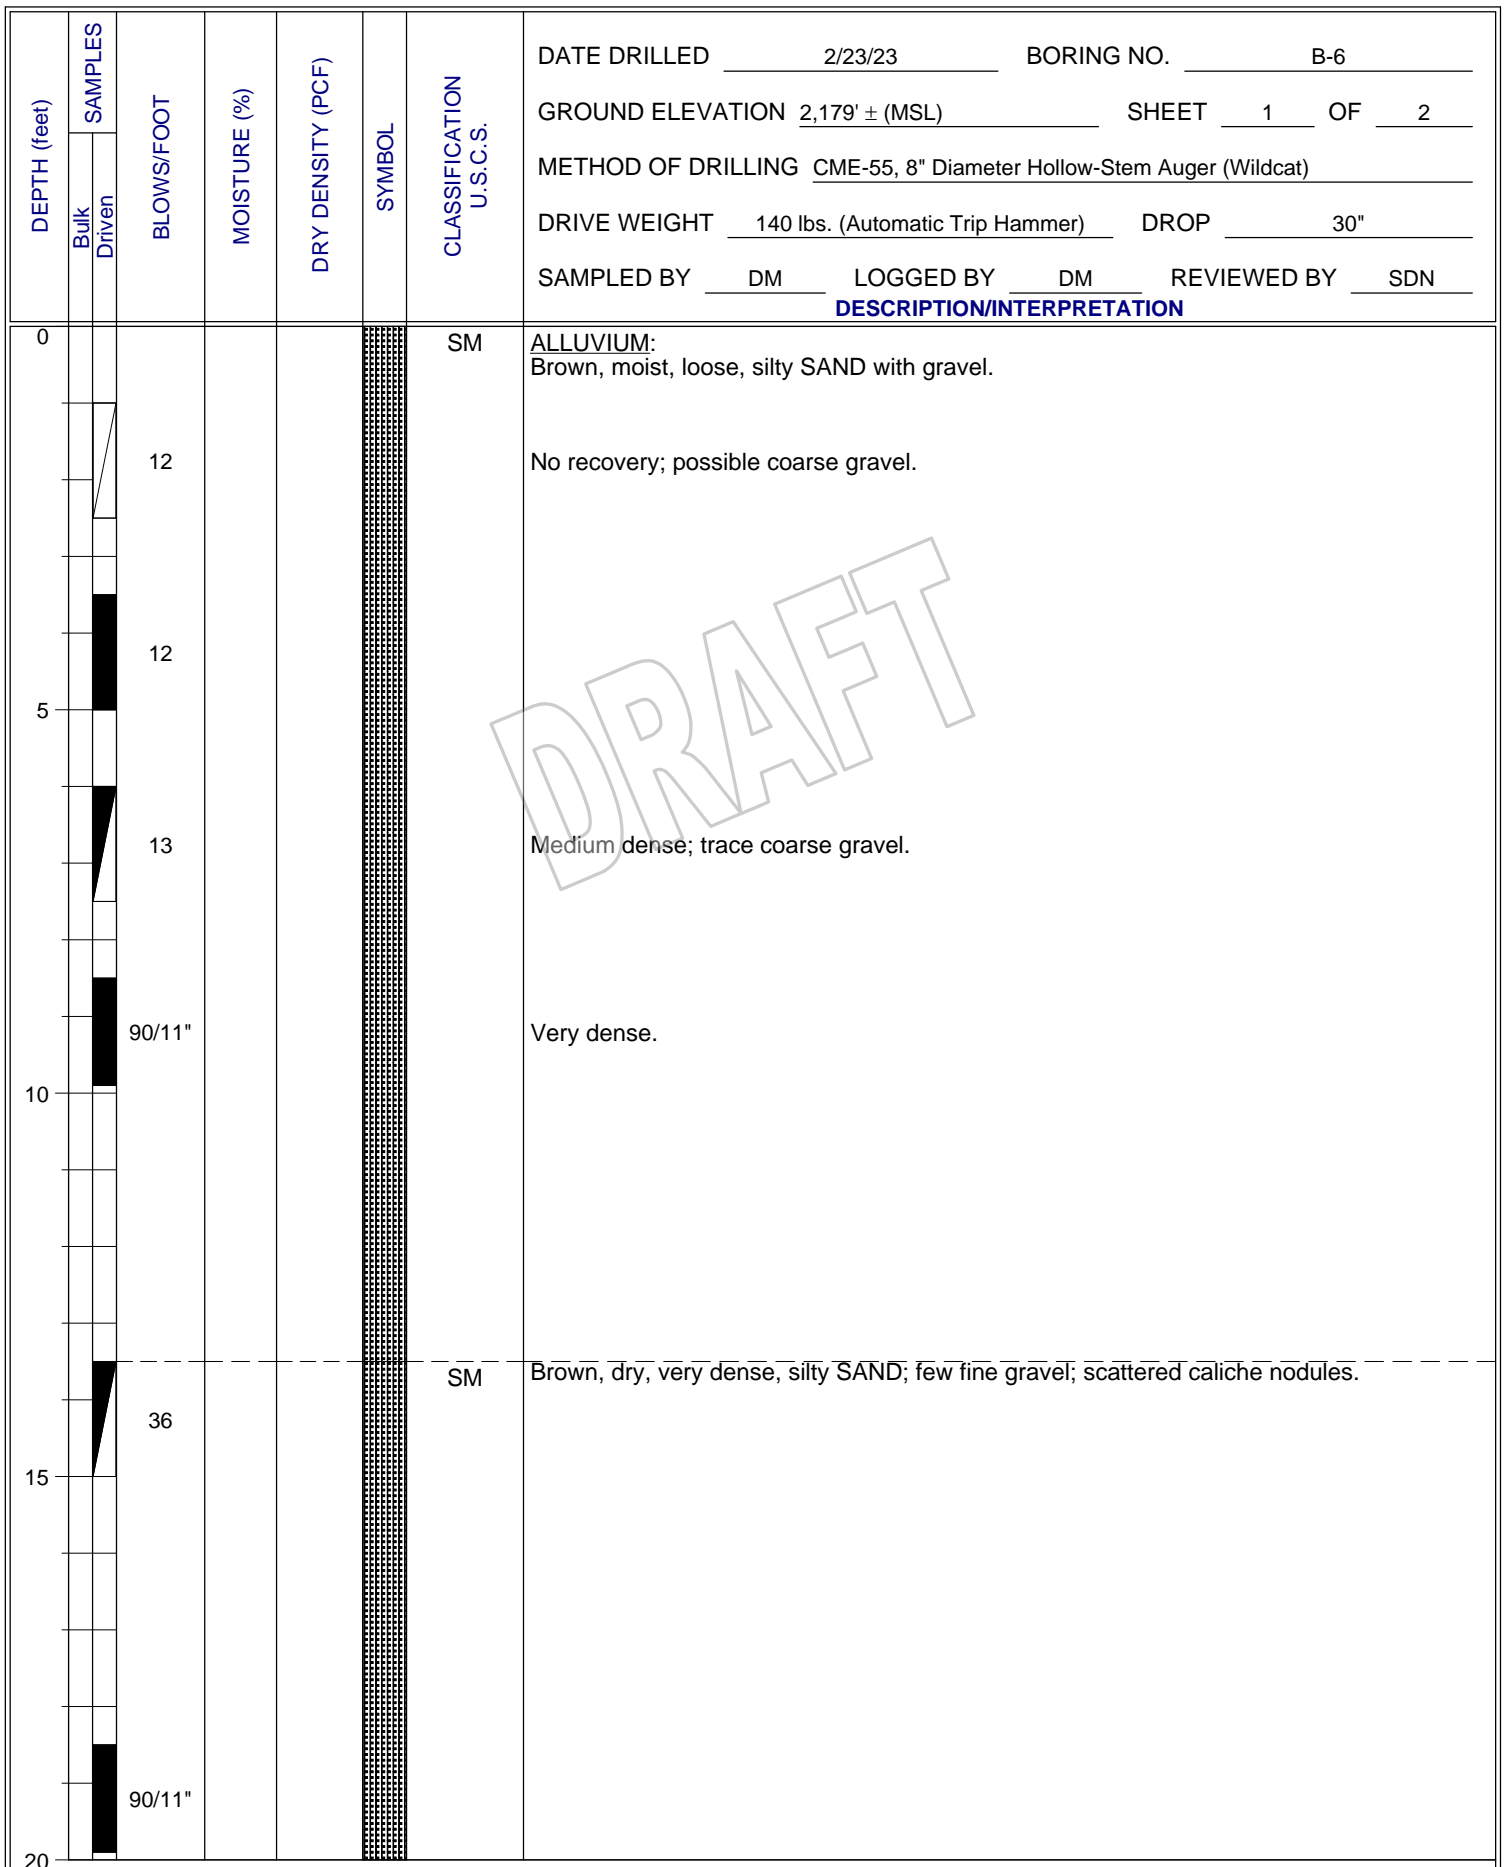 DEPTH (feet)
SAMPLES
Bulk
Driven
BLOWS/FOOT
MOISTURE (%)
DRY DENSITY (PCF)
SYMBOL
CLASSIFICATION
U.S.C.S.
DATE DRILLED 2/23/23 BORING NO. B-6
GROUND ELEVATION 2,179' ± (MSL) SHEET 1 OF 2
METHOD OF DRILLING CME-55, 8" Diameter Hollow-Stem Auger (Wildcat)
DRIVE WEIGHT 140 lbs. (Automatic Trip Hammer) DROP 30"
SAMPLED BY DM LOGGED BY DM REVIEWED BY SDN
DESCRIPTION/INTERPRETATION
0 SM ALLUVIUM:
Brown, moist, loose, silty SAND with gravel.
12 No recovery; possible coarse gravel.
12
5
DRAFT
13 Medium dense; trace coarse gravel.
90/11" Very dense.
10
SM Brown, dry, very dense, silty SAND; few fine gravel; scattered caliche nodules.
36
15
90/11"
20